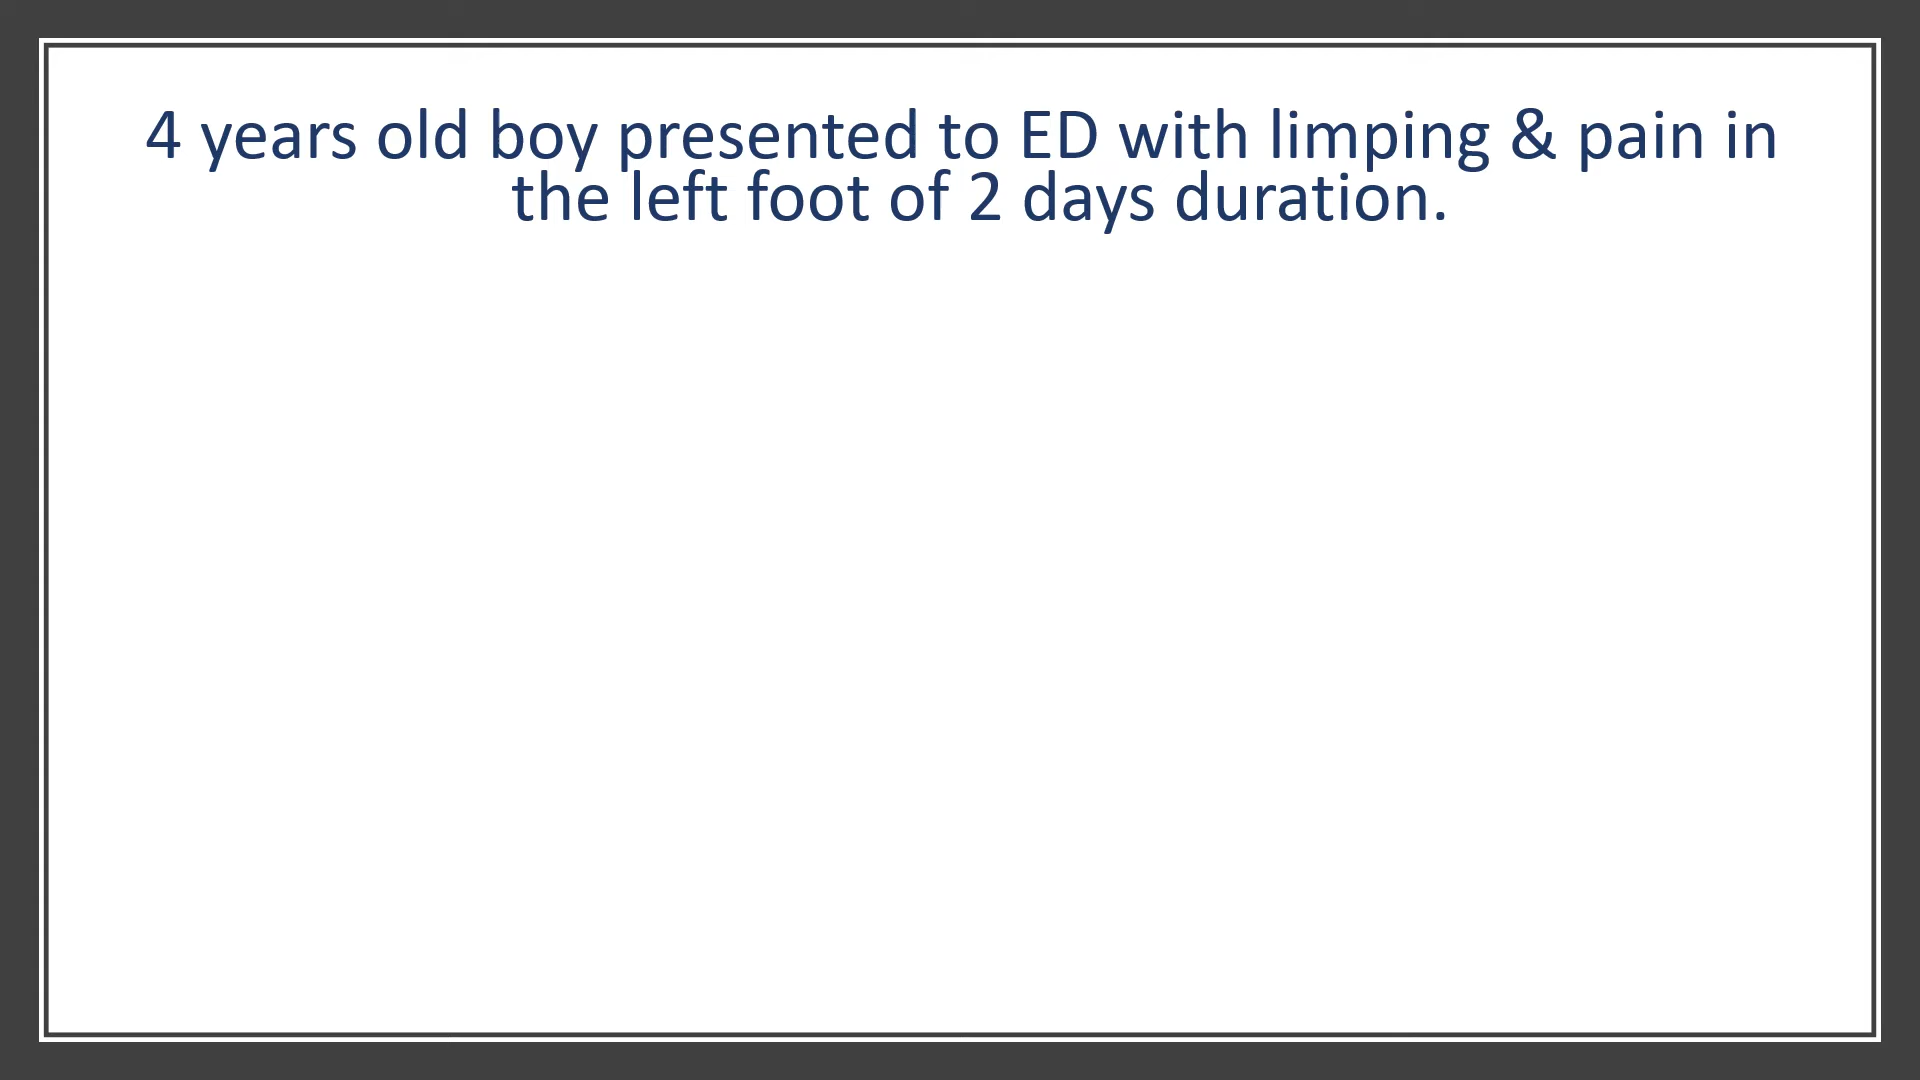 4 years old boy presented to ED with limping & pain in
the left foot of 2 days duration.